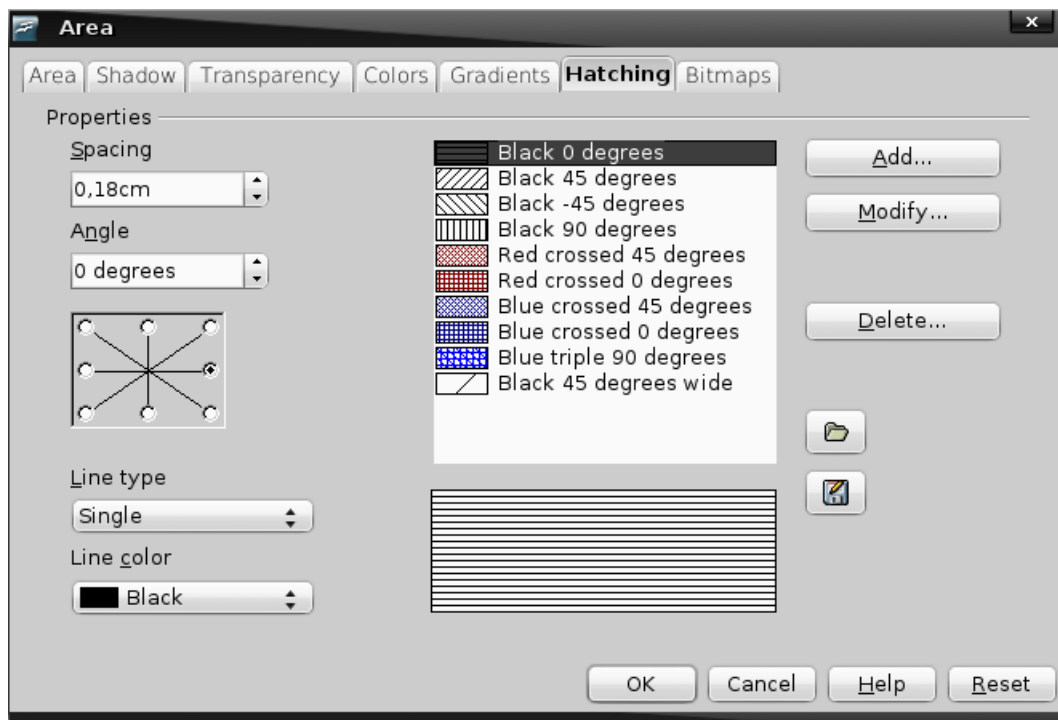 Area
Area Shadow Transparency Colors Gradients Hatching Bitmaps
Properties
Spacing
0,18cm
Angle
0 degrees
Line type
Single
Line color
Black
Black 0 degrees
Black 45 degrees
Black -45 degrees
Black 90 degrees
Red crossed 45 degrees
Red crossed 0 degrees
Blue crossed 45 degrees
Blue crossed 0 degrees
Blue triple 90 degrees
Black 45 degrees wide
Add...
Modify...
Delete...
OK Cancel Help Reset